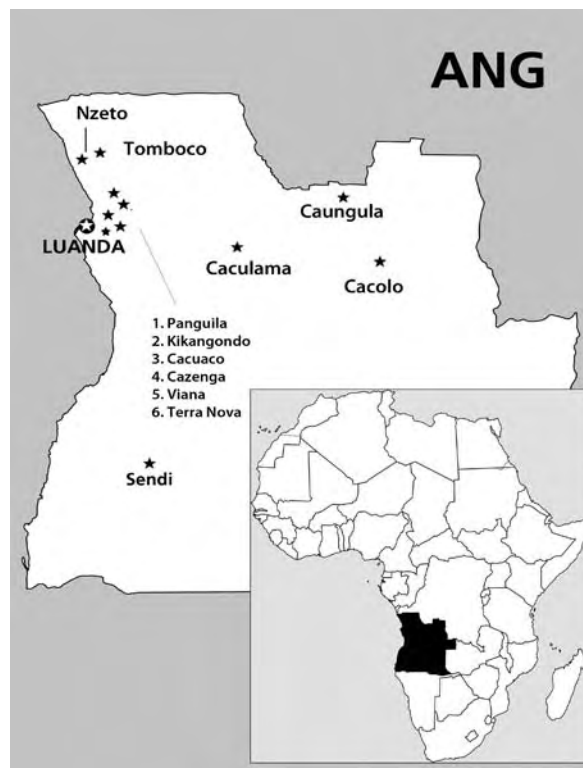 ANG
Nzeto
Tomboco
Caungula
LUANDA
Caculama
Cacolo
1. Panguila
2. Kikangondo
3. Cacuaco
4. Cazenga
5. Viana
6. Terra Nova
Sendi